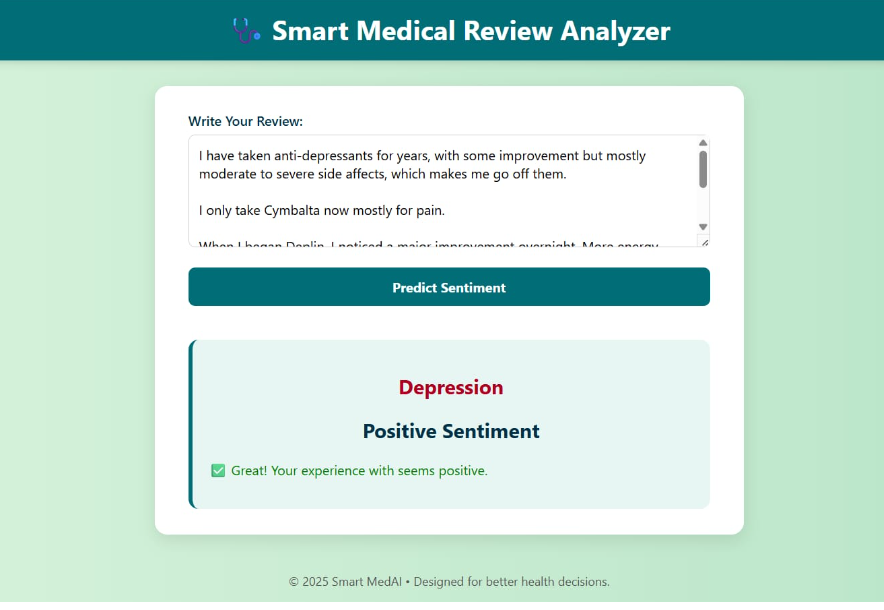 Smart Medical Review Analyzer
Write Your Review:
I have taken anti-depressants for years, with some improvement but mostly
moderate to severe side affects, which makes me go off them.
I only take Cymbalta now mostly for pain.
When I began Deplin, I noticed a major improvement overnight. More energy
Predict Sentiment
Depression
Positive Sentiment
Great! Your experience with seems positive.
© 2025 Smart MedAI • Designed for better health decisions.